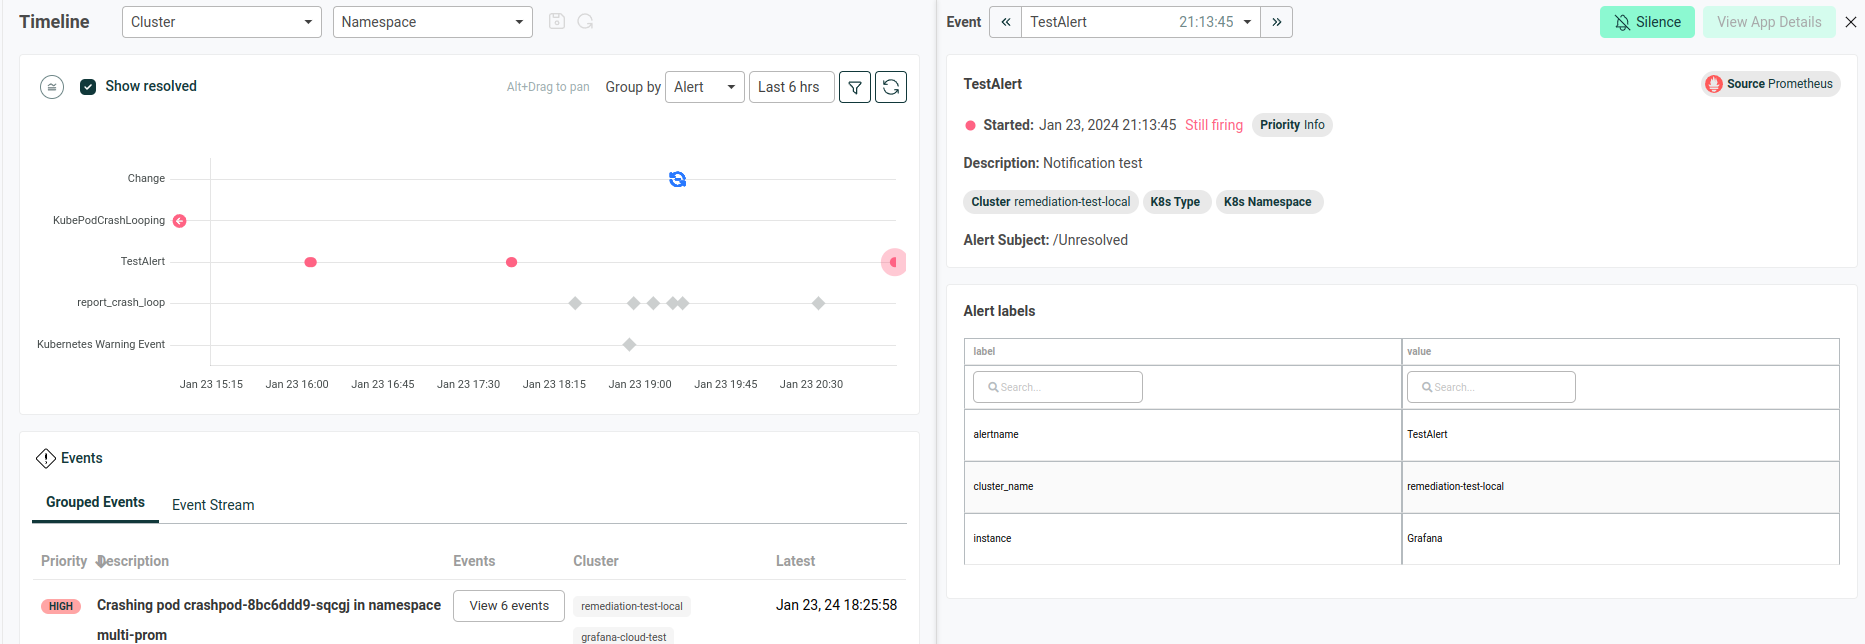 Timeline
Cluster
Namespace
Show resolved
Alt+Drag to pan
Group by
Alert
Last 6 hrs
Change
KubePodCrashLooping
TestAlert
report_crash_loop
Kubernetes Warning Event
Jan 23 15:15
Jan 23 16:00
Jan 23 16:45
Jan 23 17:30
Jan 23 18:15
Jan 23 19:00
Jan 23 19:45
Jan 23 20:30
Events
Grouped Events
Event Stream
Priority
Description
Events
Cluster
Latest
HIGH
Crashing pod crashpod-8bc6ddd9-sqcgj in namespace
multi-prom
View 6 events
remediation-test-local
grafana-cloud-test
Jan 23, 24 18:25:58
Event
TestAlert 21:13:45
Silence
View App Details
TestAlert
Source Prometheus
Started: Jan 23, 2024 21:13:45 Still firing
Priority Info
Description: Notification test
Cluster remediation-test-local
K8s Type
K8s Namespace
Alert Subject: /Unresolved
Alert labels
label
value
Search...
Search...
alertname
TestAlert
cluster_name
remediation-test-local
instance
Grafana